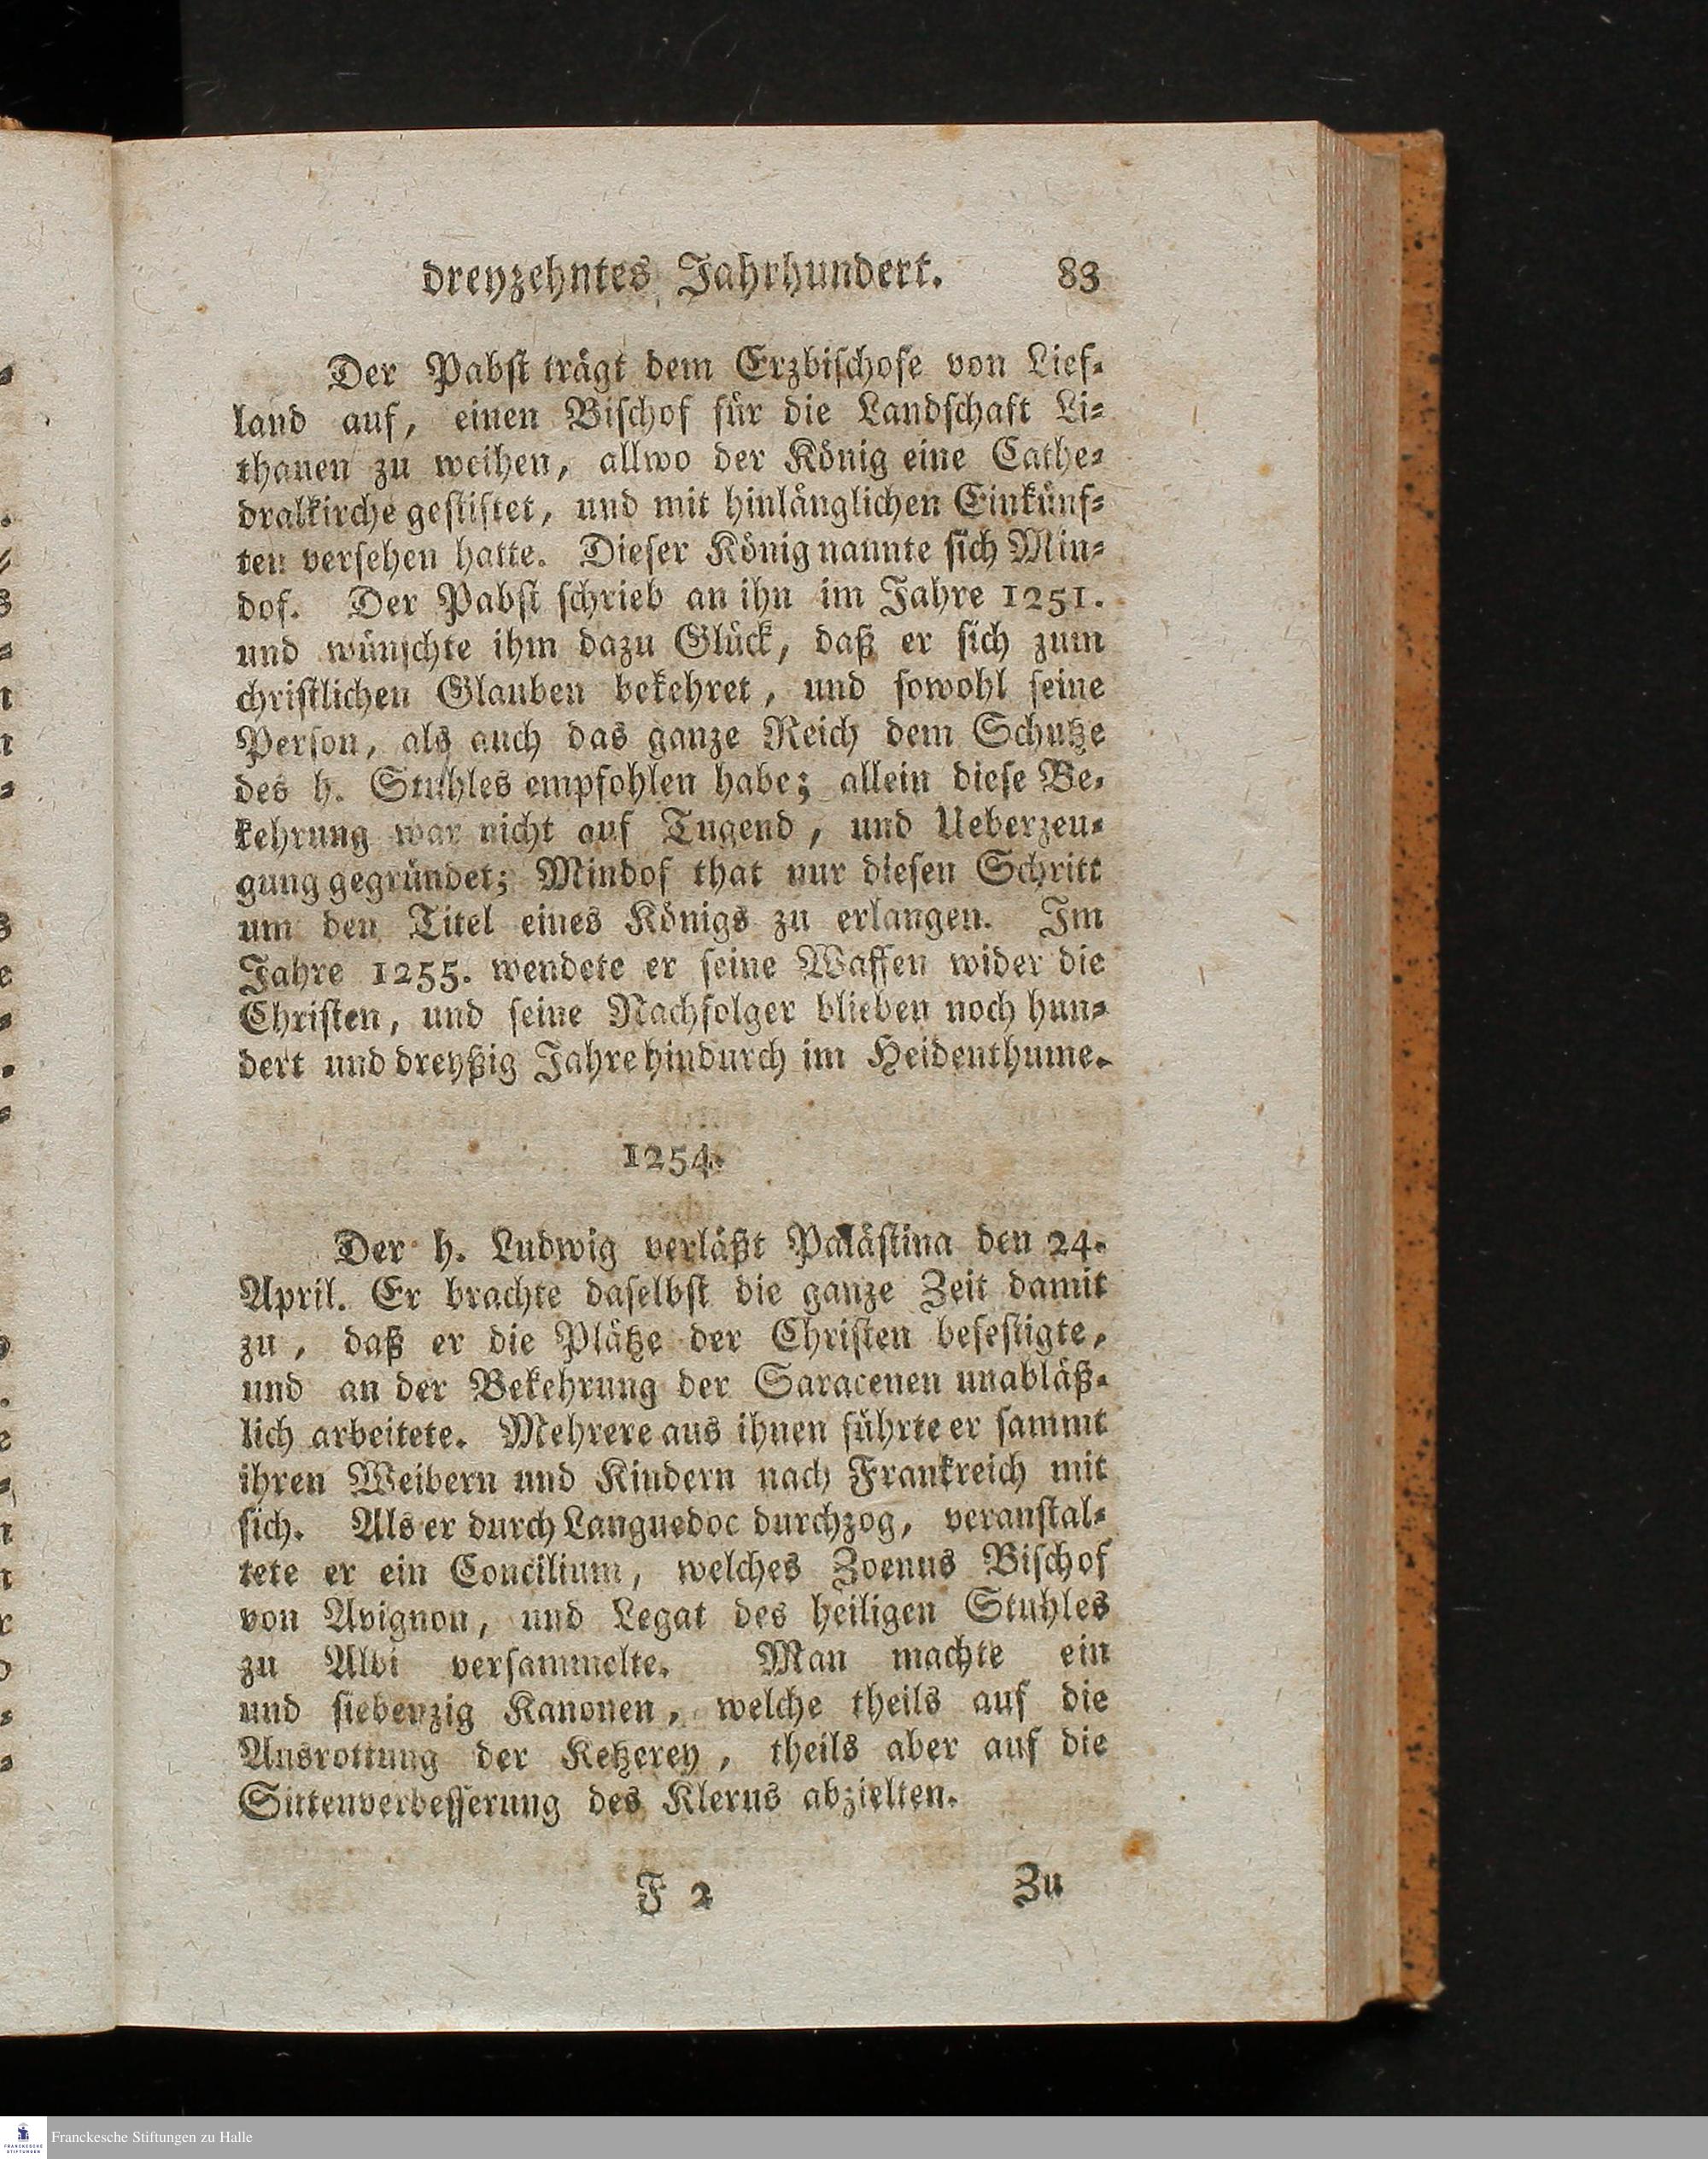 dreyzehntes Jahrhundert. 83
Der Pabst trägt dem Erzbischofe von Lief-
land auf, einen Bischof für die Landschaft Li-
thauen zu weihen, allwo der König eine Cathe-
dralkirche gestiftet, und mit hinlänglichen Einkünf-
ten versehen hatte. Dieser König nannte sich Min-
dof. Der Pabst schrieb an ihn im Jahre 1251.
und wünschte ihm dazu Glück, daß er sich zum
christlichen Glauben bekehret, und sowohl seine
Person, als auch das ganze Reich dem Schutze
des h. Stuhles empfohlen habe; allein diese Be-
kehrung war nicht auf Tugend, und Ueberzeu-
gung gegründet; Mindof that nur diesen Schritt
um den Titel eines Königs zu erlangen. Im
Jahre 1255. wendete er seine Waffen wider die
Christen, und seine Nachfolger blieben noch hun-
dert und dreyßig Jahre hindurch im Heidenthume.
1254.
Der h. Ludwig verläßt Palästina den 24.
April. Er brachte daselbst die ganze Zeit damit
zu, daß er die Plätze der Christen befestigte,
und an der Bekehrung der Saracenen unabläß-
lich arbeitete. Mehrere aus ihnen führte er sammt
ihren Weibern und Kindern nach Frankreich mit
sich. Als er durch Languedoc durchzog, veranstal-
tete er ein Concilium, welches Zoenus Bischof
von Avignon, und Legat des heiligen Stuhles
zu Albi versammelte. Man machte ein
und siebenzig Kanonen, welche theils auf die
Ausrottung der Ketzerey, theils aber auf die
Sittenverbesserung des Klerus abzielten.
F 2 Zu
Franckesche Stiftungen zu Halle